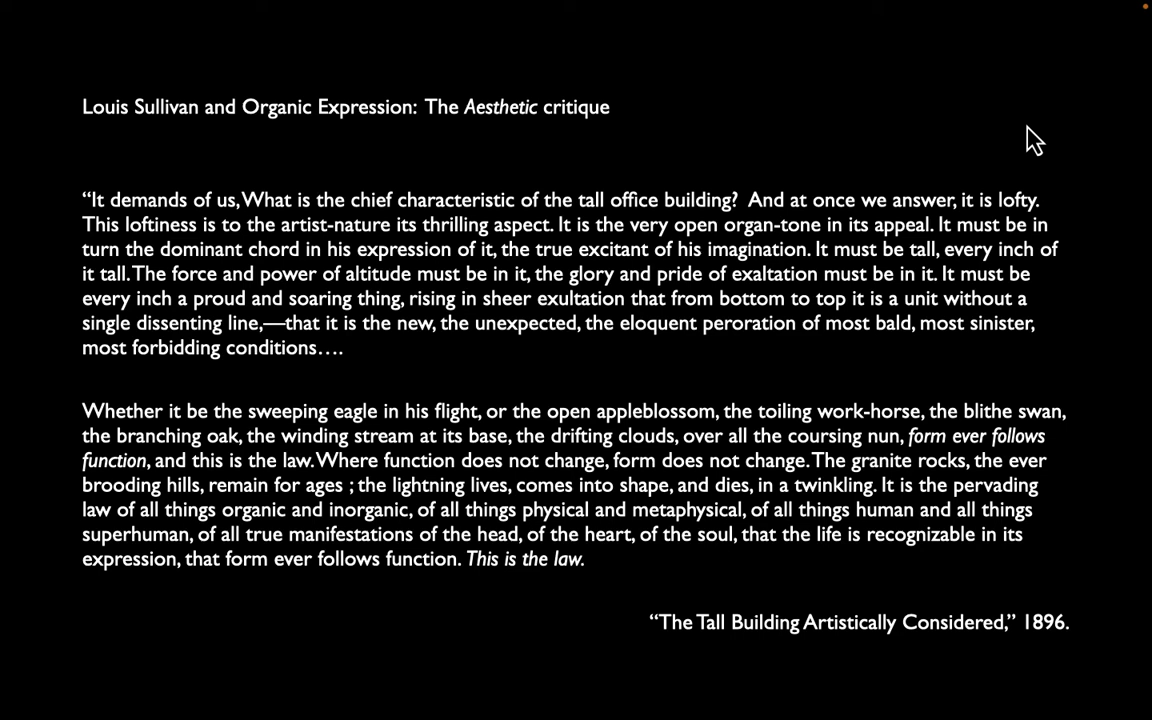 Louis Sullivan and Organic Expression: The Aesthetic critique
“It demands of us, What is the chief characteristic of the tall office building? And at once we answer, it is lofty.
This loftiness is to the artist-nature its thrilling aspect. It is the very open organ-tone in its appeal. It must be in
turn the dominant chord in his expression of it, the true excitant of his imagination. It must be tall, every inch of
it tall. The force and power of altitude must be in it, the glory and pride of exaltation must be in it. It must be
every inch a proud and soaring thing, rising in sheer exultation that from bottom to top it is a unit without a
single dissenting line,—that it is the new, the unexpected, the eloquent peroration of most bald, most sinister,
most forbidding conditions….
Whether it be the sweeping eagle in his flight, or the open appleblossom, the toiling work-horse, the blithe swan,
the branching oak, the winding stream at its base, the drifting clouds, over all the coursing nun, form ever follows
function, and this is the law. Where function does not change, form does not change. The granite rocks, the ever
brooding hills, remain for ages ; the lightning lives, comes into shape, and dies, in a twinkling. It is the pervading
law of all things organic and inorganic, of all things physical and metaphysical, of all things human and all things
superhuman, of all true manifestations of the head, of the heart, of the soul, that the life is recognizable in its
expression, that form ever follows function. This is the law.
“The Tall Building Artistically Considered,” 1896.